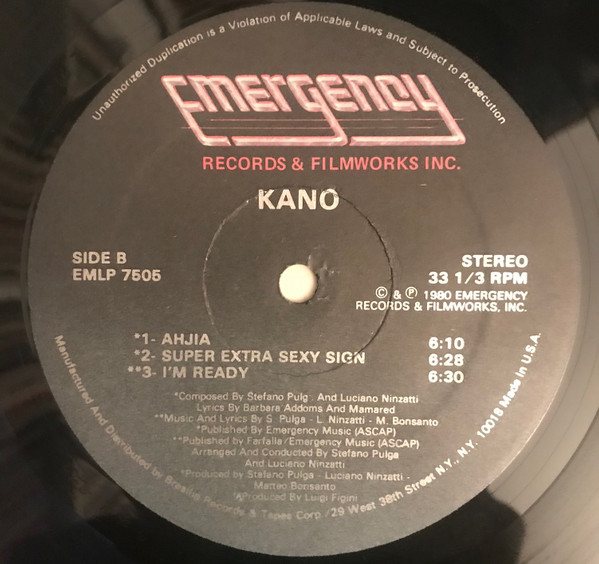 Unauthorized Duplication is a Violation of Applicable Laws and Subject to Prosecution
Emergency
RECORDS & FILMWORKS INC.
KANO
SIDE B
EMLP 7505
STEREO
33 1/3 RPM
© & ℗ 1980 EMERGENCY
RECORDS & FILMWORKS, INC.
*1- AHJIA 6:10
*2- SUPER EXTRA SEXY SIGN 6:28
**3- I'M READY 6:30
*Composed By Stefano Pulg . And Luciano Ninzatti
Lyrics By Barbara Addoms And Mamared
**Music And Lyrics By S. Pulga - L. Ninzatti - M. Bonsanto
*Published By Emergency Music (ASCAP)
**Published by Farfalla/Emergency Music (ASCAP)
Arranged And Conducted By Stefano Pulga
And Luciano Ninzatti
*Produced by Stefano Pulga - Luciano Ninzatti -
Matteo Bonsanto
Produced By Luigi Figini
Manufactured And Distributed by Records & Tapes Corp /29 West 38th Street N.Y., N.Y. 10018 Made in U.S.A.